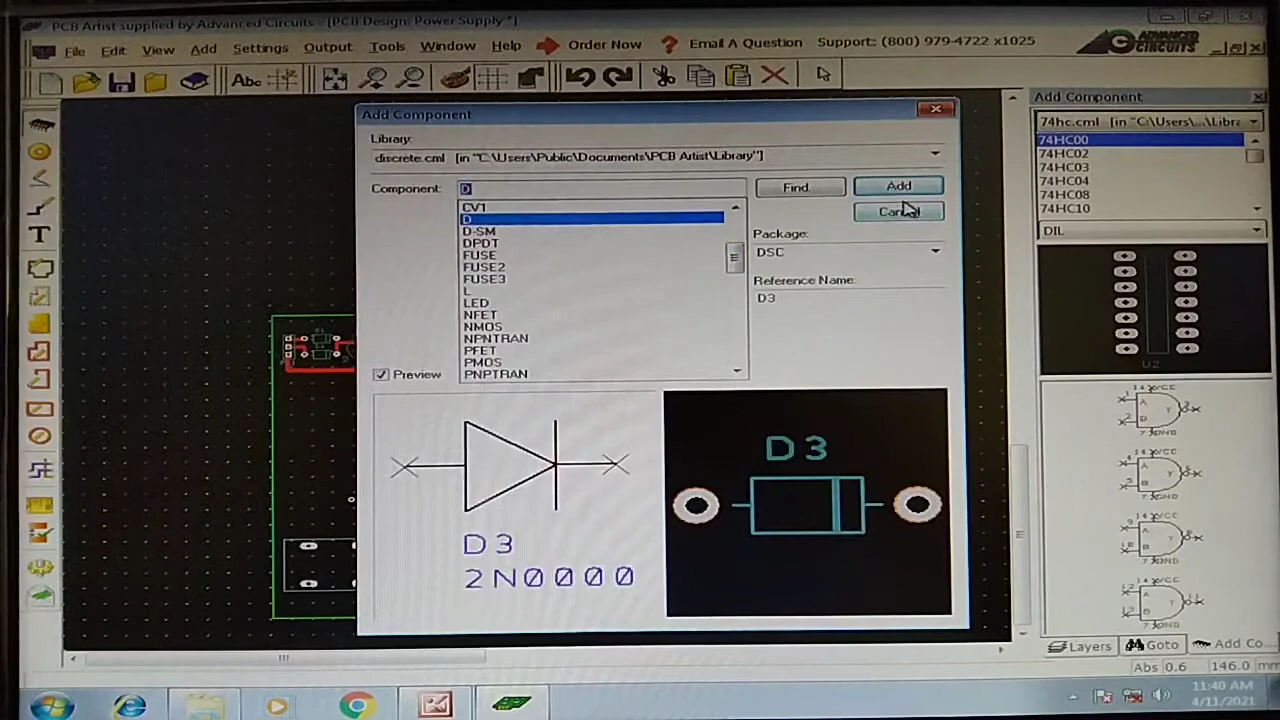 PCB Artist supplied by Advanced Circuits - [PCB Design: Power Supply *]
File Edit View Add Settings Output Tools Window Help Order Now ? Email A Question Support: (800) 979-4722 x1025
ADVANCED
CIRCUITS
Abc
Add Component
Library:
discrete.cml [in "C:\Users\Public\Documents\PCB Artist\Library"]
Component: D
Find.
Add
Cancel
CV1
D
D-SM
DPDT
FUSE
FUSE2
FUSE3
L
LED
NFET
NMOS
NPNTRAN
PFET
PMOS
PNPTRAN
Package:
DSC
Reference Name:
D3
Preview
D3
2N0000
D3
Add Component
74hc.cml [in "C:\Users\...\Libra
74HC00
74HC02
74HC03
74HC04
74HC08
74HC10
DIL
U2
Layers Goto Add Co...
Abs 0.6 146.0 mm
11:40 AM
4/11/2021